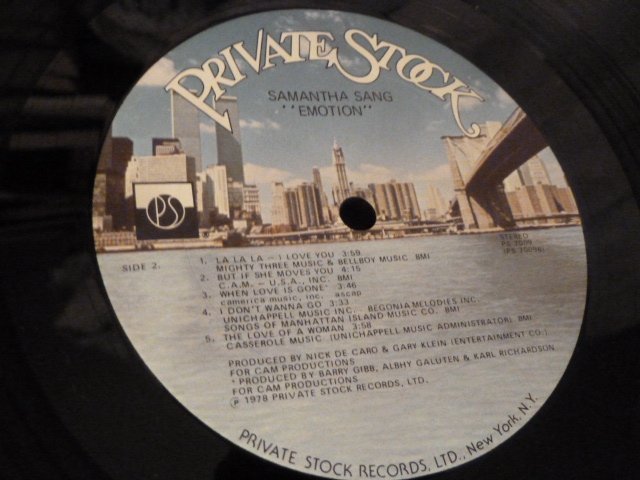 PRIVATE STOCK
SAMANTHA SANG
"EMOTION"
PS
STEREO
PS 7009
(PS 7009B)
SIDE 2.
1. LA LA LA — I LOVE YOU 3:59
MIGHTY THREE MUSIC & BELLBOY MUSIC BMI
2. BUT IF SHE MOVES YOU 4:15
C.A.M. — U.S.A., INC. BMI
3. WHEN LOVE IS GONE* 3:46
camerica music, inc. ascap
4. I DON'T WANNA GO 3:33
UNICHAPPELL MUSIC INC., BEGONIA MELODIES INC.
SONGS OF MANHATTAN ISLAND MUSIC CO. BMI
5. THE LOVE OF A WOMAN 3:58
CASSEROLE MUSIC (UNICHAPPELL MUSIC ADMINISTRATOR) BMI
PRODUCED BY NICK DE CARO & GARY KLEIN (ENTERTAINMENT CO.)
FOR CAM PRODUCTIONS
* PRODUCED BY BARRY GIBB, ALBHY GALUTEN & KARL RICHARDSON
FOR CAM PRODUCTIONS
℗ 1978 PRIVATE STOCK RECORDS, LTD.
PRIVATE STOCK RECORDS, LTD., New York, N.Y.